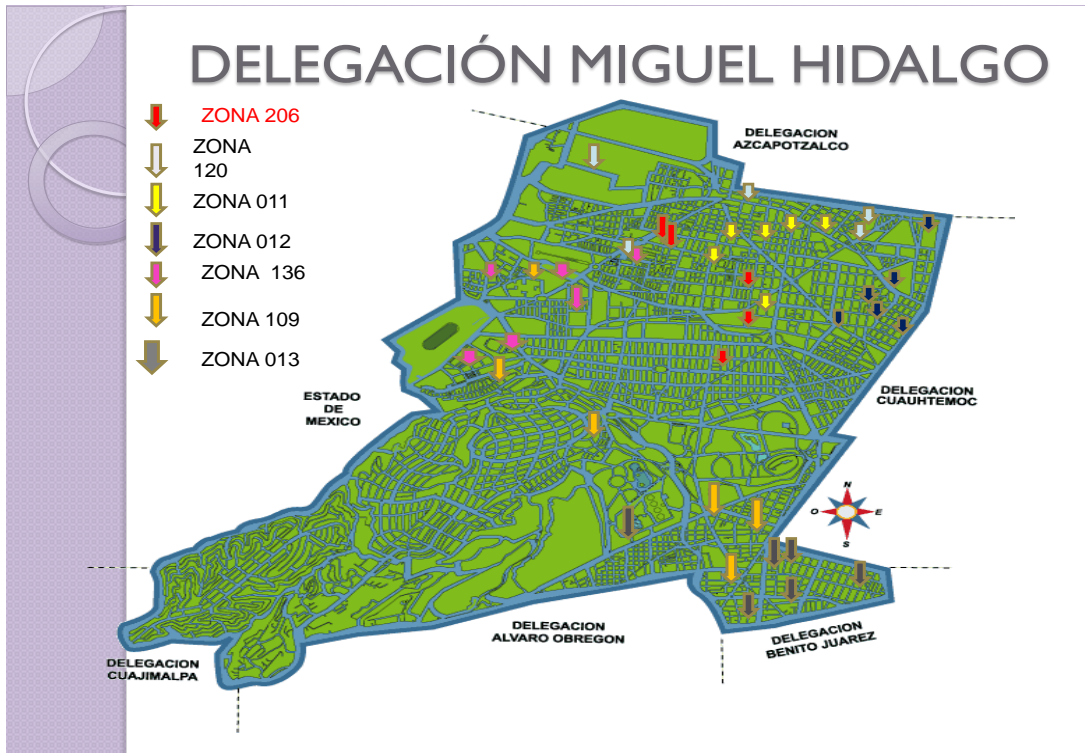 DELEGACIÓN MIGUEL HIDALGO
ZONA 206
ZONA
120
ZONA 011
ZONA 012
ZONA 136
ZONA 109
ZONA 013
DELEGACION
AZCAPOTZALCO
ESTADO
DE
MEXICO
DELEGACION
CUAUHTEMOC
N
O
E
S
DELEGACION
ALVARO OBREGON
DELEGACION
BENITO JUAREZ
DELEGACION
CUAJIMALPA